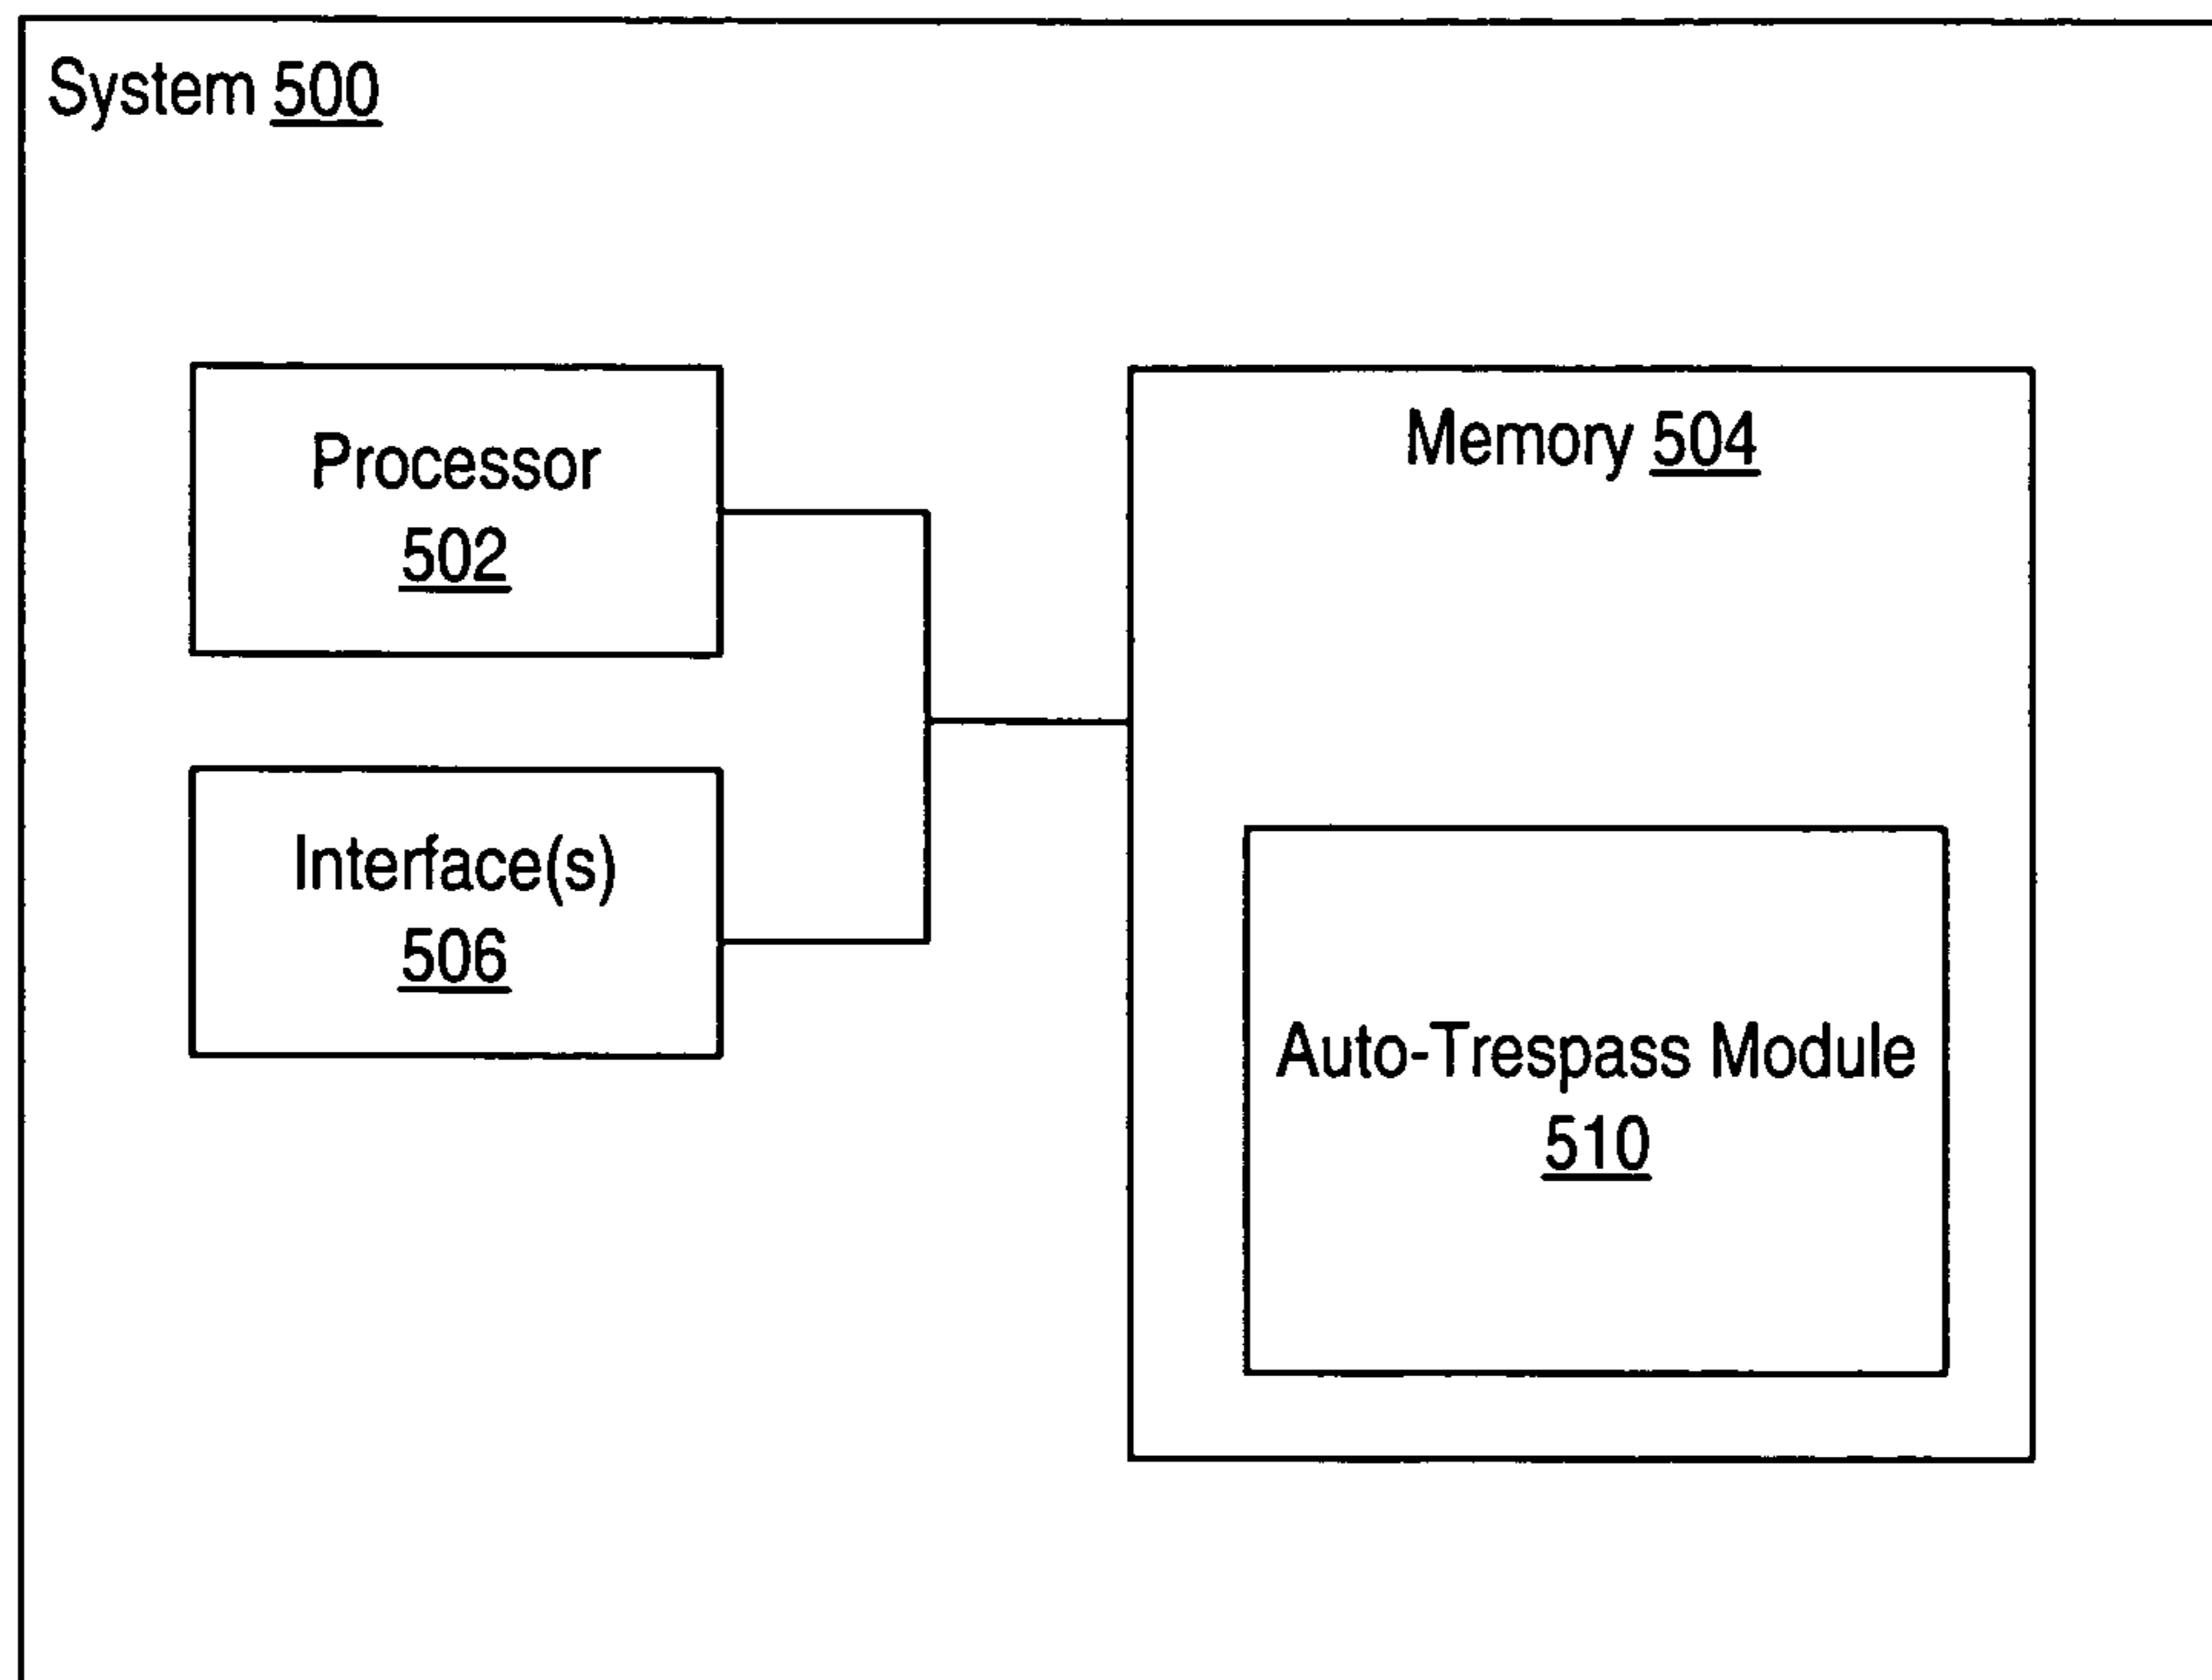 System 500
Processor
502
Memory 504
Interface(s)
506
Auto-Trespass Module
510